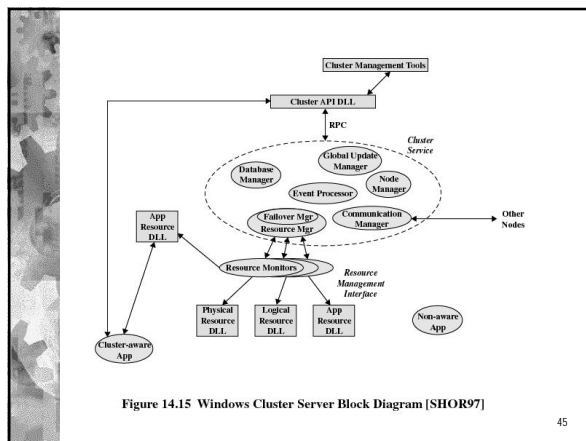 Cluster Management Tools
Cluster API DLL
RPC
Cluster
Service
Global Update
Manager
Database
Manager
Node
Manager
Event Processor
Failover Mgr
Resource Mgr
Communication
Manager
Other
Nodes
App
Resource
DLL
Resource Monitors
Resource
Management
Interface
Physical
Resource
DLL
Logical
Resource
DLL
App
Resource
DLL
Non-aware
App
Cluster-aware
App
Figure 14.15 Windows Cluster Server Block Diagram [SHOR97]
45